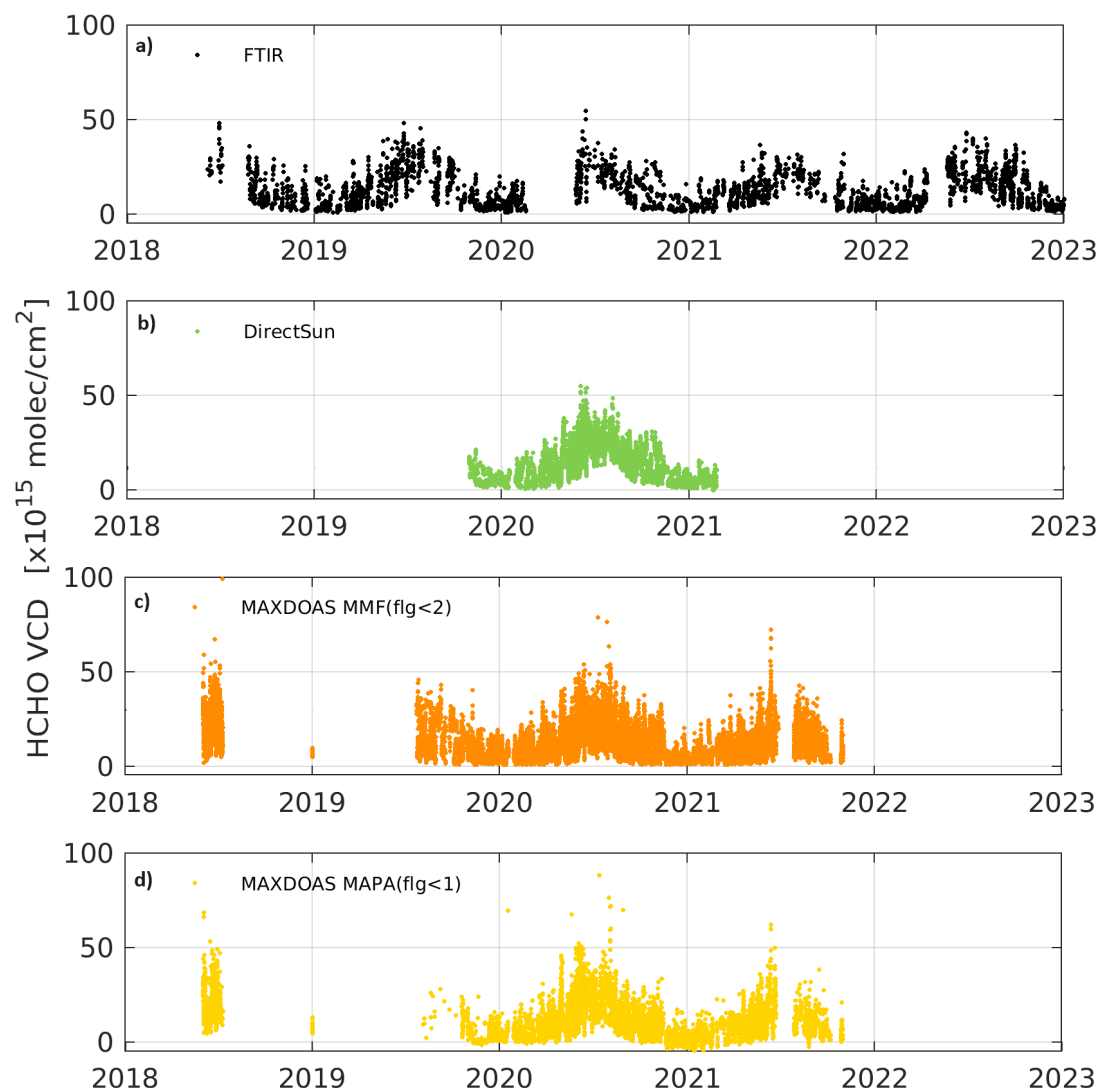 HCHO VCD [x10^15 molec/cm^2]
a)
FTIR
100
50
0
2018 2019 2020 2021 2022 2023
b)
DirectSun
100
50
0
2018 2019 2020 2021 2022 2023
c)
MAXDOAS MMF(flg<2)
100
50
0
2018 2019 2020 2021 2022 2023
d)
MAXDOAS MAPA(flg<1)
100
50
0
2018 2019 2020 2021 2022 2023